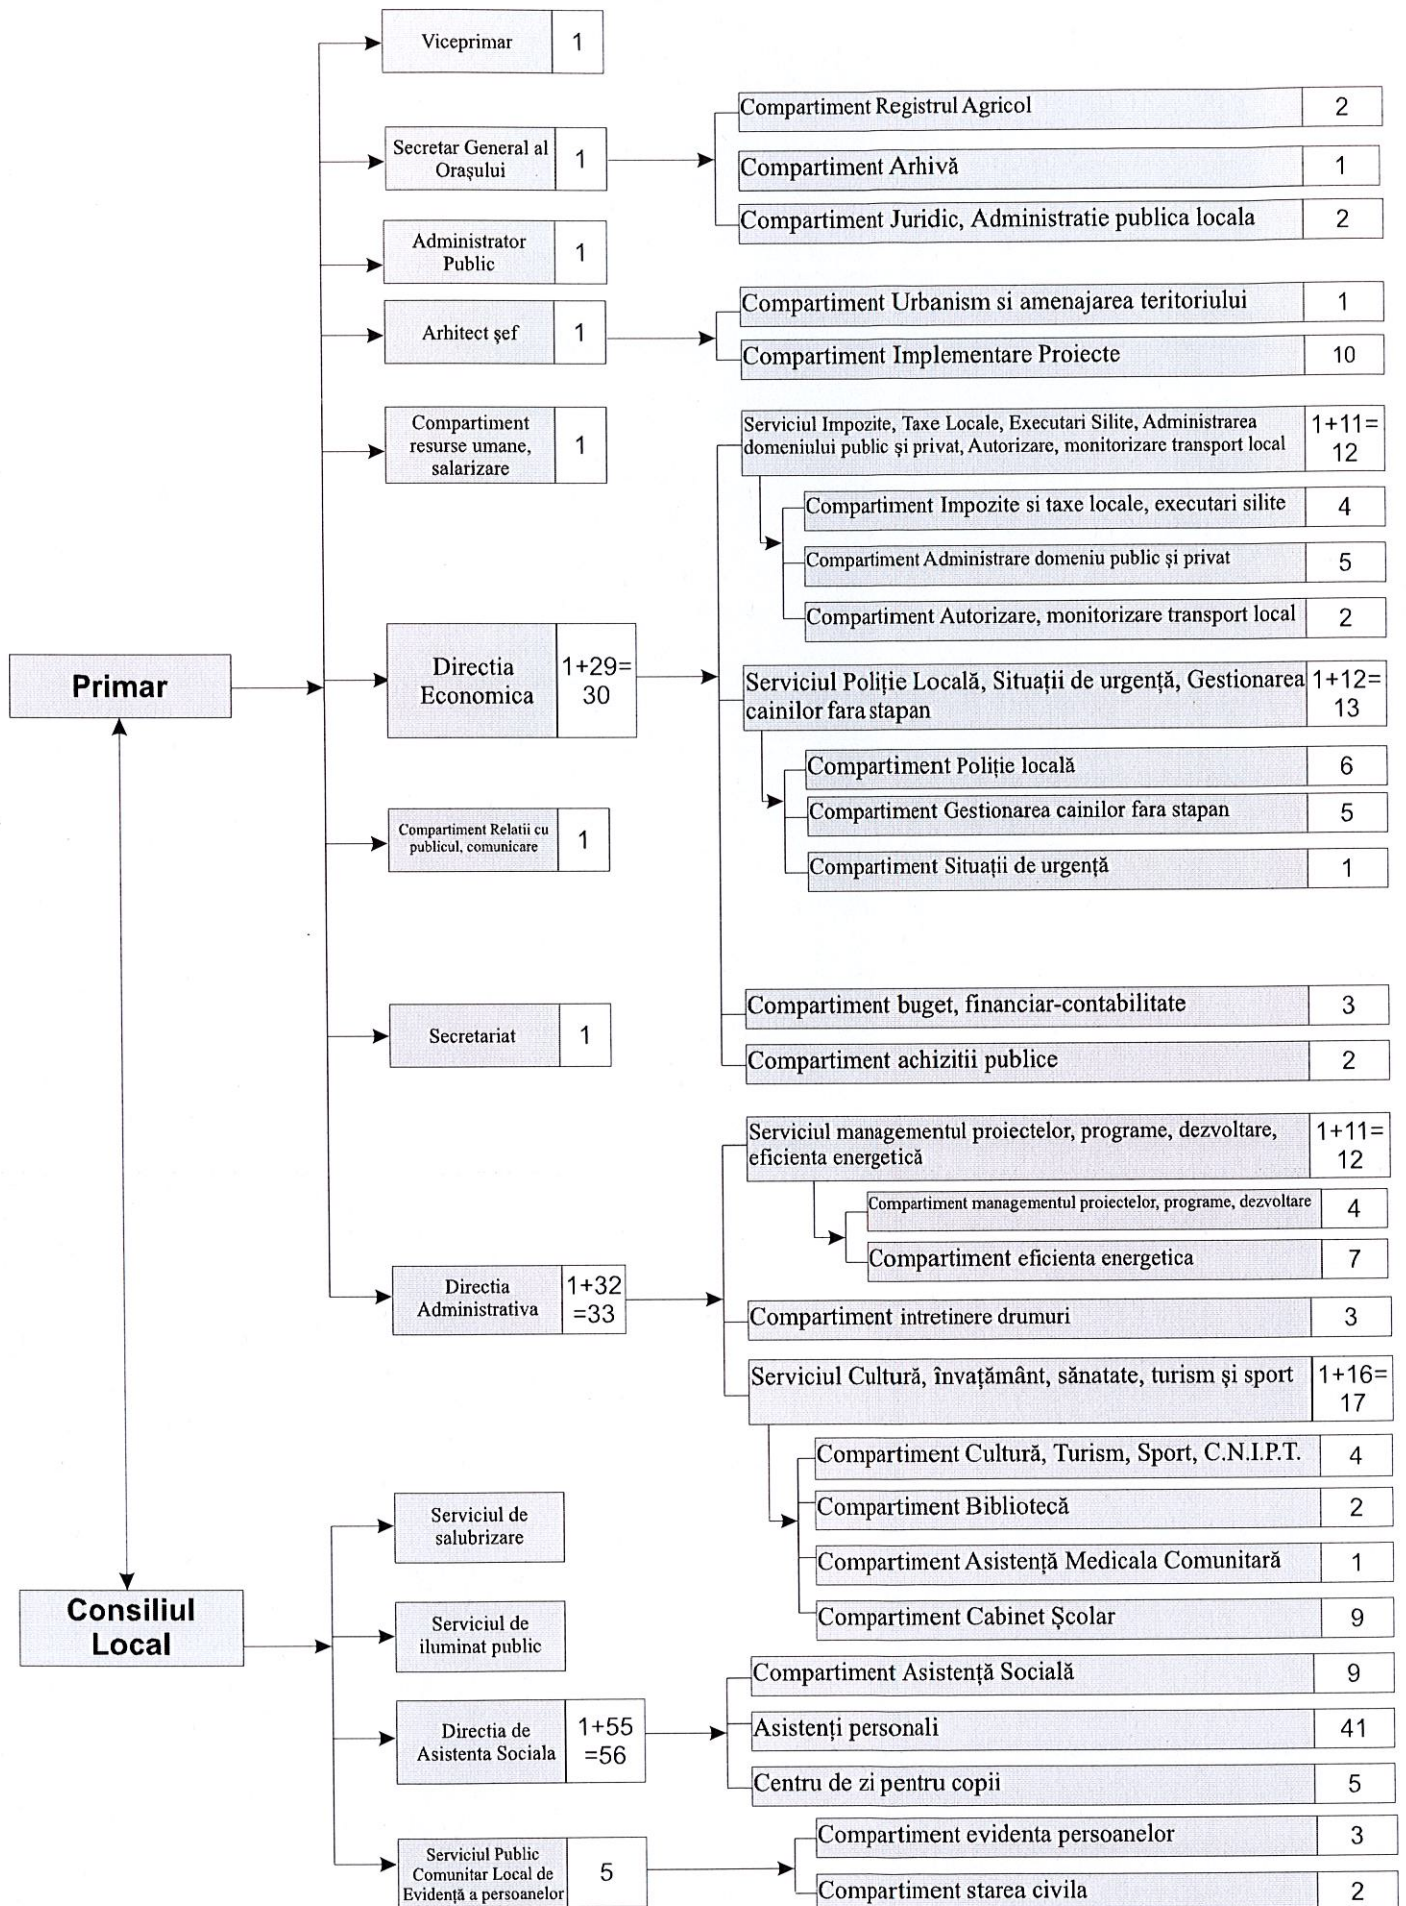 Viceprimar 1
Secretar General al
Orașului
1
Compartiment Registrul Agricol 2
Compartiment Arhivă 1
Compartiment Juridic, Administratie publica locala 2
Administrator
Public
1
Arhitect șef 1
Compartiment Urbanism si amenajarea teritoriului 1
Compartiment Implementare Proiecte 10
Compartiment
resurse umane,
salarizare
1
Primar
Directia
Economica
1+29=
30
Serviciul Impozite, Taxe Locale, Executari Silite, Administrarea
domeniului public și privat, Autorizare, monitorizare transport local
1+11=
12
Compartiment Impozite si taxe locale, executari silite 4
Compartiment Administrare domeniu public și privat 5
Compartiment Autorizare, monitorizare transport local 2
Serviciul Poliție Locală, Situații de urgență, Gestionarea
cainilor fara stapan
1+12=
13
Compartiment Poliție locală 6
Compartiment Gestionarea cainilor fara stapan 5
Compartiment Situații de urgență 1
Compartiment buget, financiar-contabilitate 3
Compartiment achizitii publice 2
Compartiment Relatii cu
publicul, comunicare
1
Secretariat 1
Directia
Administrativa
1+32
=33
Serviciul managementul proiectelor, programe, dezvoltare,
eficienta energetică
1+11=
12
Compartiment managementul proiectelor, programe, dezvoltare 4
Compartiment eficienta energetica 7
Compartiment intretinere drumuri 3
Serviciul Cultură, învațământ, sănatate, turism și sport
1+16=
17
Compartiment Cultură, Turism, Sport, C.N.I.P.T. 4
Compartiment Bibliotecă 2
Compartiment Asistență Medicala Comunitară 1
Compartiment Cabinet Școlar 9
Consiliul
Local
Serviciul de
salubrizare
Serviciul de
iluminat public
Directia de
Asistenta Sociala
1+55
=56
Compartiment Asistență Socială 9
Asistenți personali 41
Centru de zi pentru copii 5
Serviciul Public
Comunitar Local de
Evidență a persoanelor
5
Compartiment evidenta persoanelor 3
Compartiment starea civila 2